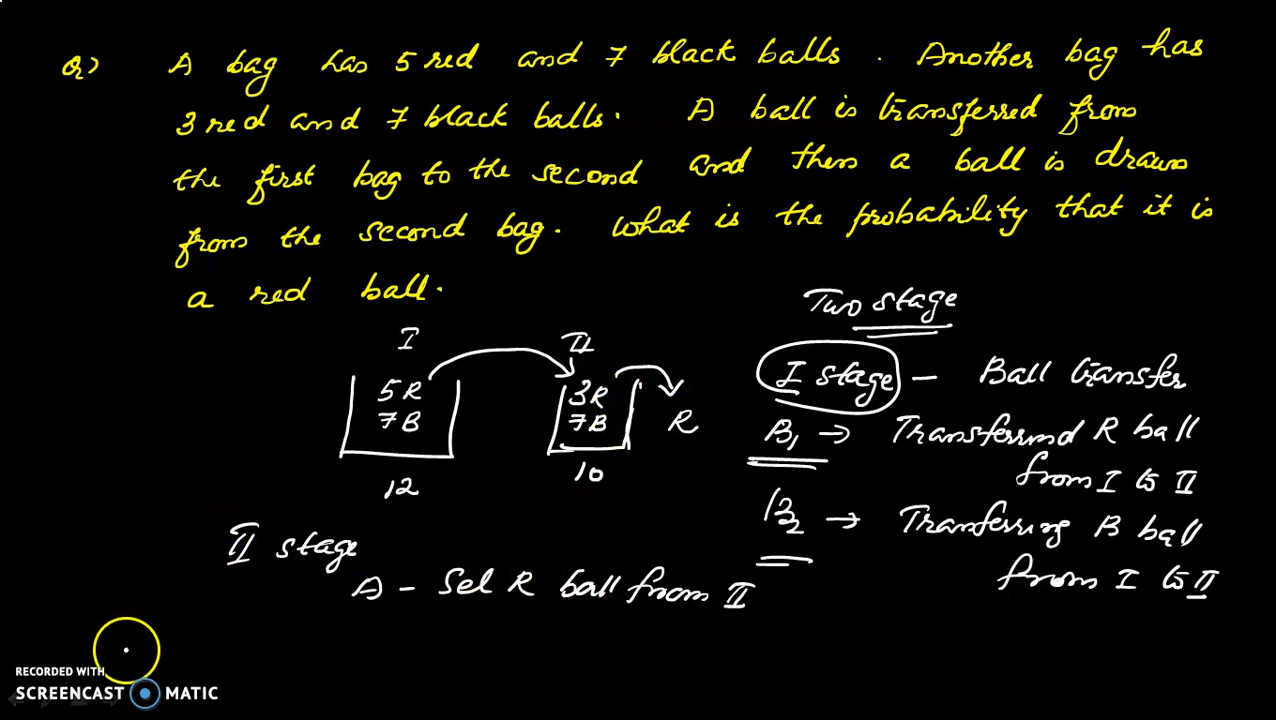 Q) A bag has 5 red and 7 black balls. Another bag has
3 red and 7 black balls. A ball is transferred from
the first bag to the second and then a ball is drawn
from the second bag. What is the probability that it is
a red ball.
Two stage
I II
5R 3R
7B 7B R
12 10
I stage - Ball transfer
B₁ → Transferrind R ball
from I to II
B₂ → Transferring B ball
from I to II
II stage
A - Sel R ball from II
RECORDED WITH
SCREENCAST MATIC